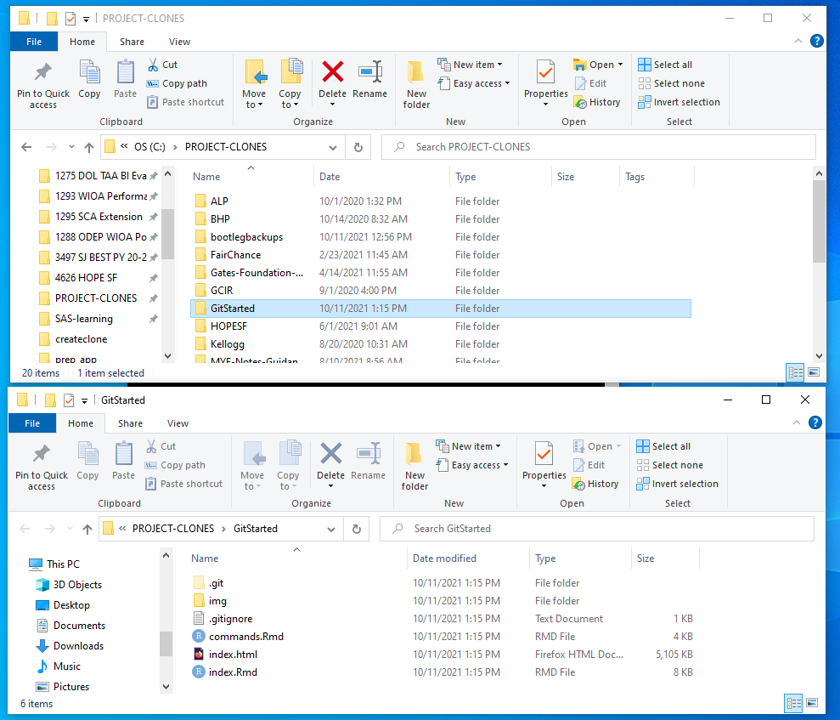 PROJECT-CLONES
File Home Share View
Pin to Quick access
Copy
Paste
Cut
Copy path
Paste shortcut
Clipboard
Move to
Copy to
Delete
Rename
Organize
New folder
New item
Easy access
New
Properties
Open
Edit
History
Open
Select all
Select none
Invert selection
Select
« OS (C:) > PROJECT-CLONES
Search PROJECT-CLONES
1275 DOL TAA BI Eva
1293 WIOA Performa
1295 SCA Extension
1288 ODEP WIOA Po
3497 SJ BEST PY 20-2
4626 HOPE SF
PROJECT-CLONES
SAS-learning
createclone
prep_app
Name Date Type Size Tags
ALP 10/1/2020 1:32 PM File folder
BHP 10/14/2020 8:32 AM File folder
bootlegbackups 10/11/2021 12:56 PM File folder
FairChance 2/23/2021 11:45 AM File folder
Gates-Foundation-... 4/14/2021 11:55 AM File folder
GCIR 9/1/2020 4:00 PM File folder
GitStarted 10/11/2021 1:15 PM File folder
HOPESF 6/1/2021 9:01 AM File folder
Kellogg 8/20/2020 10:31 AM File folder
MYF-Notes-Guidan 8/10/2021 8:56 AM File folder
20 items 1 item selected
GitStarted
File Home Share View
Pin to Quick access
Copy
Paste
Cut
Copy path
Paste shortcut
Clipboard
Move to
Copy to
Delete
Rename
Organize
New folder
New item
Easy access
New
Properties
Open
Edit
History
Open
Select all
Select none
Invert selection
Select
« PROJECT-CLONES > GitStarted
Search GitStarted
This PC
3D Objects
Desktop
Documents
Downloads
Music
Pictures
Name Date modified Type Size
.git 10/11/2021 1:15 PM File folder
img 10/11/2021 1:15 PM File folder
.gitignore 10/11/2021 1:15 PM Text Document 1 KB
commands.Rmd 10/11/2021 1:15 PM RMD File 4 KB
index.html 10/11/2021 1:15 PM Firefox HTML Doc... 5,105 KB
index.Rmd 10/11/2021 1:15 PM RMD File 8 KB
6 items